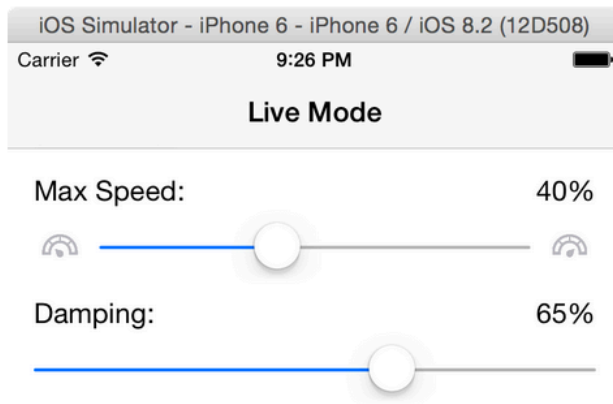 iOS Simulator - iPhone 6 - iPhone 6 / iOS 8.2 (12D508)
Carrier 9:26 PM
Live Mode
Max Speed: 40%
Damping: 65%